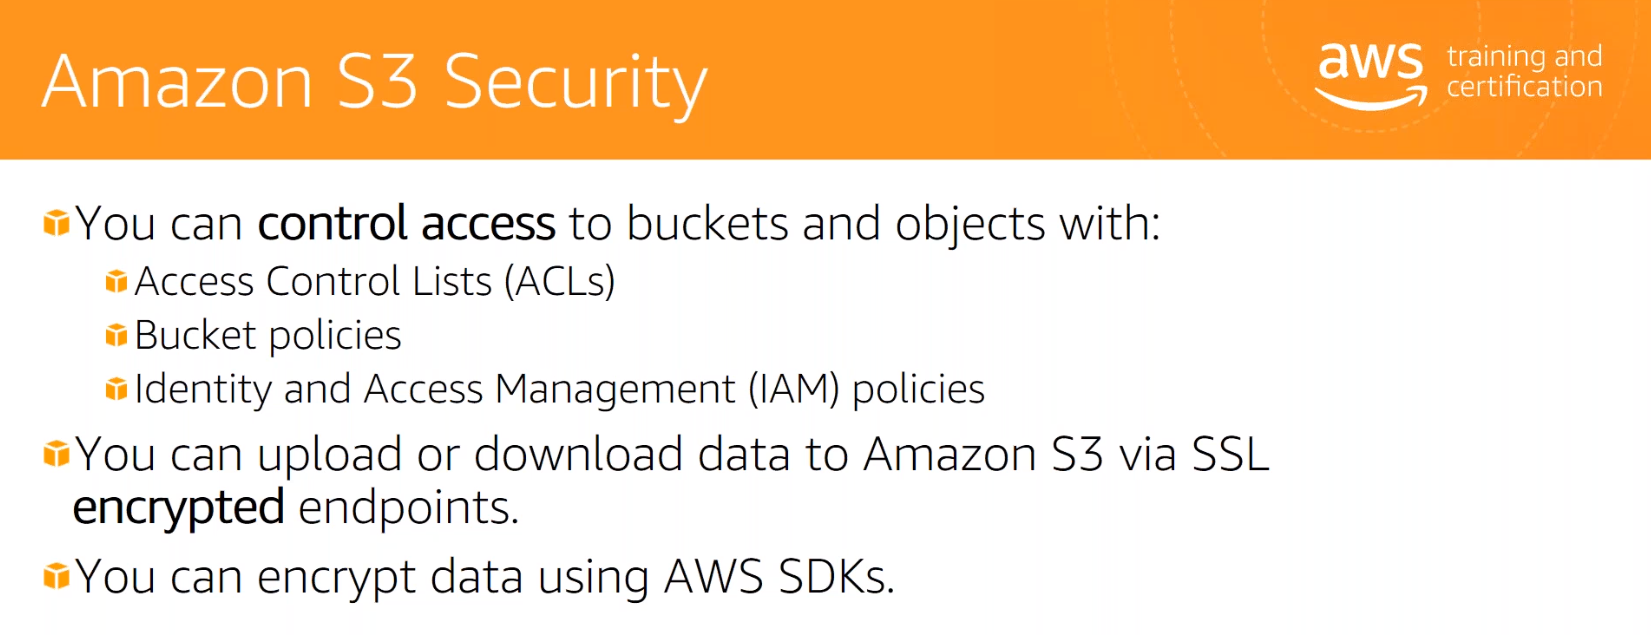 Amazon S3 Security
aws training and
certification
You can control access to buckets and objects with:
Access Control Lists (ACLs)
Bucket policies
Identity and Access Management (IAM) policies
You can upload or download data to Amazon S3 via SSL
encrypted endpoints.
You can encrypt data using AWS SDKs.